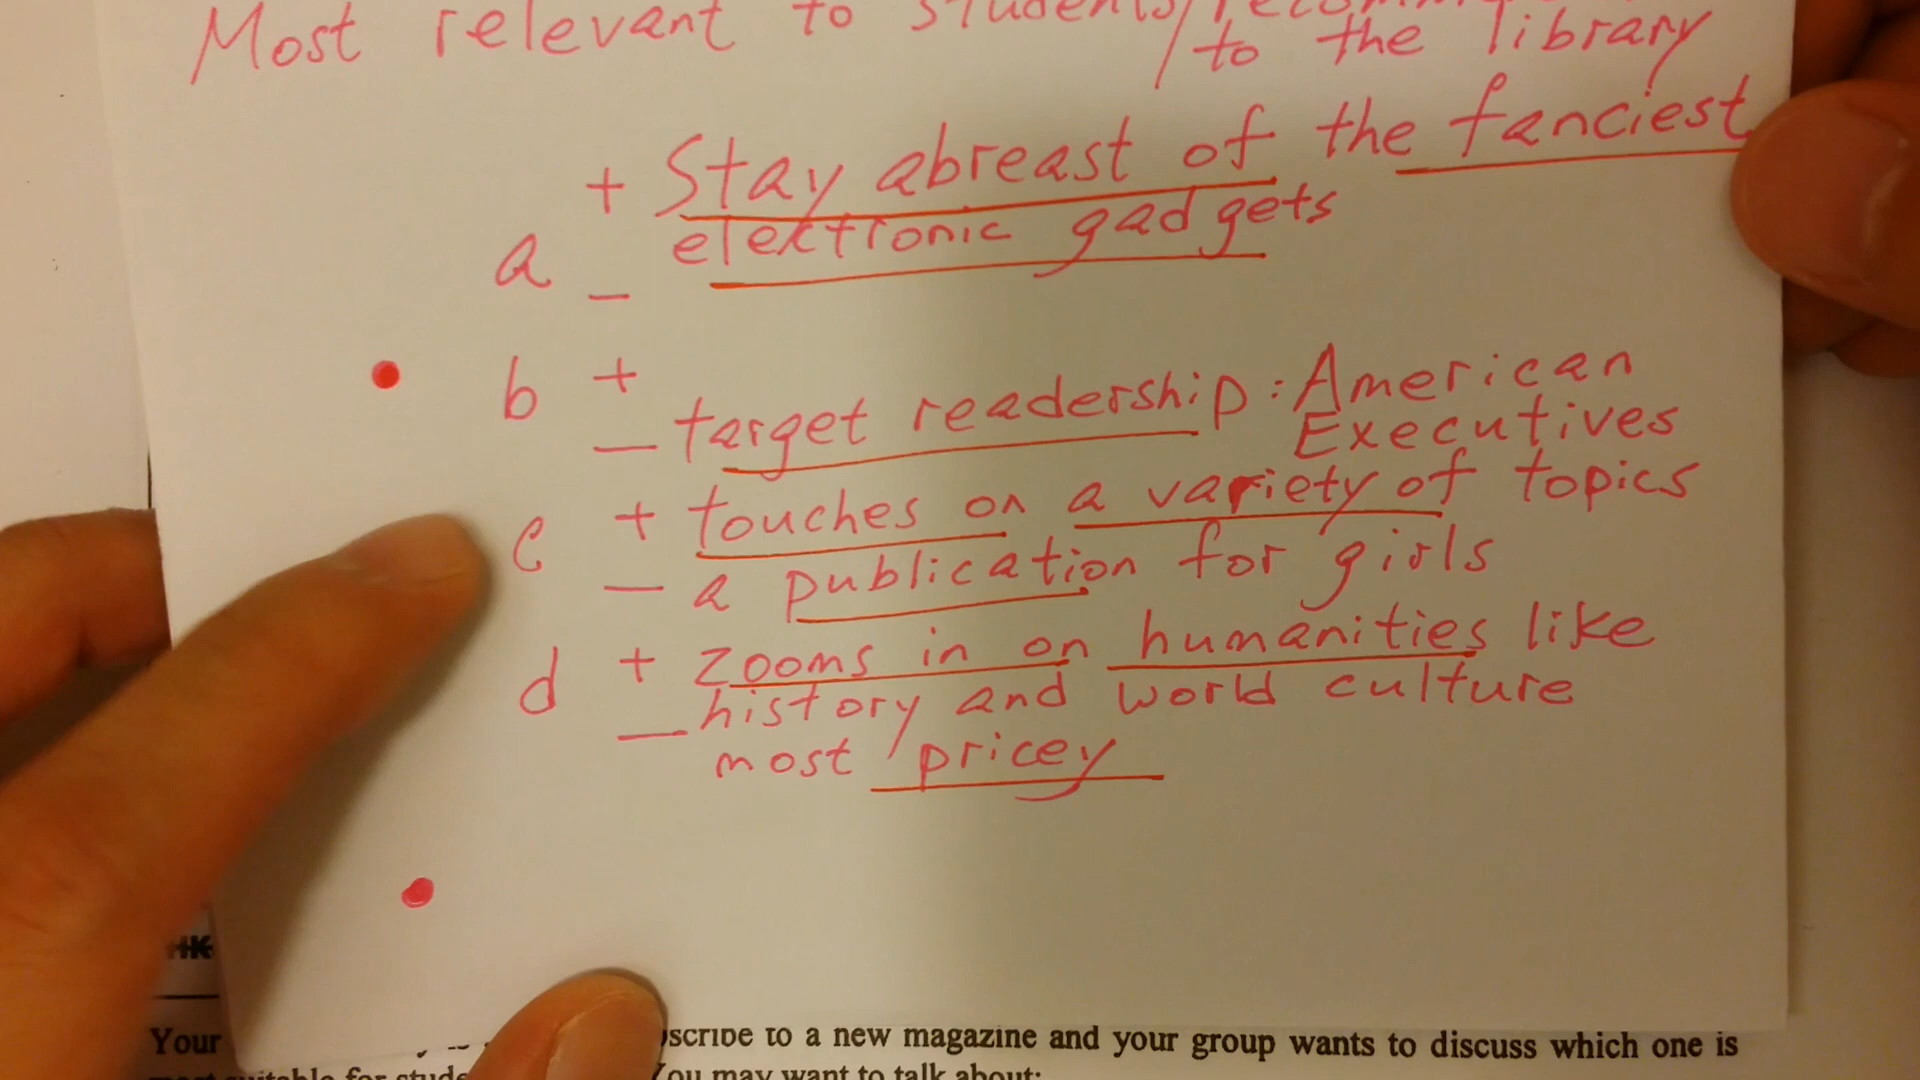 Most relevant to students/
to the library
+ Stay abreast of the fanciest
electronic gadgets
a -
b +
- target readership: American
Executives
c + touches on a variety of topics
- a publication for girls
d + zooms in on humanities like
history and world culture
- most pricey
HK
Your
to a new magazine and your group wants to discuss which one is
for
You may want to talk about: